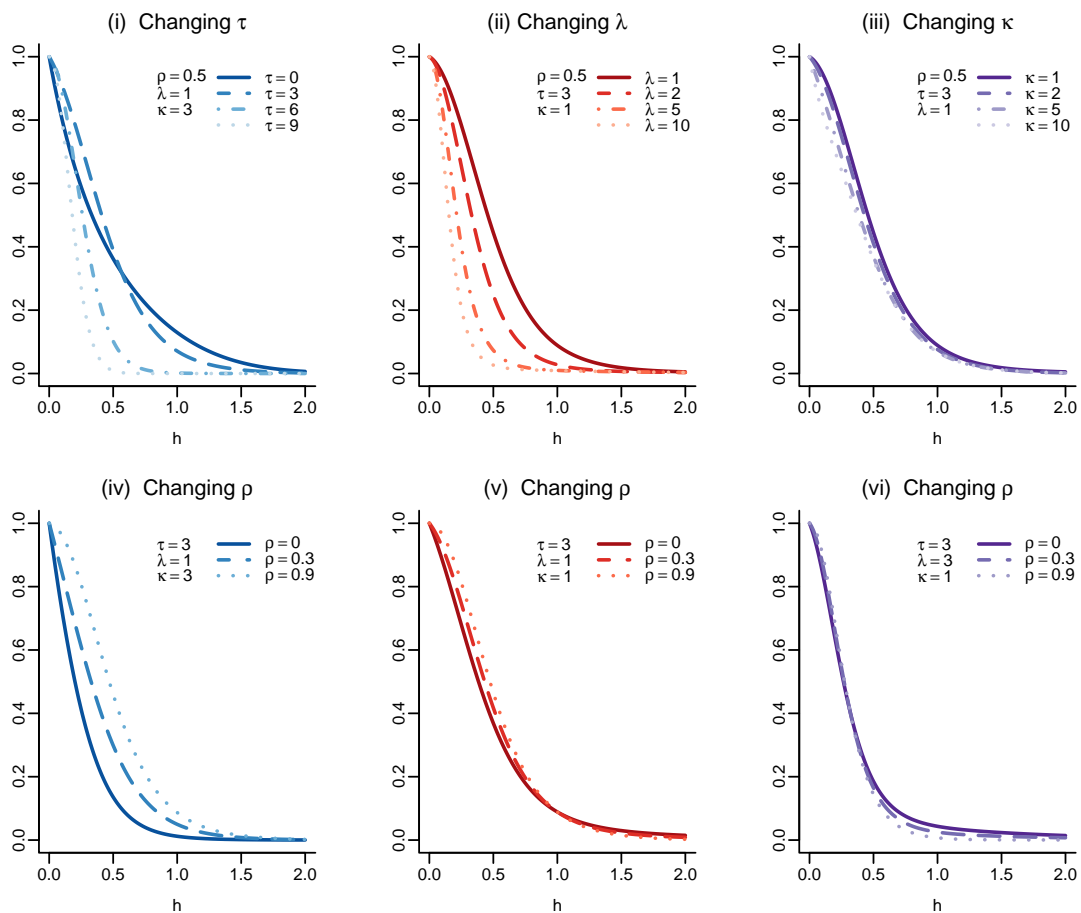 (i) Changing τ
ρ = 0.5
λ = 1
κ = 3
τ = 0
τ = 3
τ = 6
τ = 9
0.0 0.2 0.4 0.6 0.8 1.0
0.0 0.5 1.0 1.5 2.0
h
(ii) Changing λ
ρ = 0.5
τ = 3
κ = 1
λ = 1
λ = 2
λ = 5
λ = 10
0.0 0.2 0.4 0.6 0.8 1.0
0.0 0.5 1.0 1.5 2.0
h
(iii) Changing κ
ρ = 0.5
τ = 3
λ = 1
κ = 1
κ = 2
κ = 5
κ = 10
0.0 0.2 0.4 0.6 0.8 1.0
0.0 0.5 1.0 1.5 2.0
h
(iv) Changing ρ
τ = 3
λ = 1
κ = 3
ρ = 0
ρ = 0.3
ρ = 0.9
0.0 0.2 0.4 0.6 0.8 1.0
0.0 0.5 1.0 1.5 2.0
h
(v) Changing ρ
τ = 3
λ = 1
κ = 1
ρ = 0
ρ = 0.3
ρ = 0.9
0.0 0.2 0.4 0.6 0.8 1.0
0.0 0.5 1.0 1.5 2.0
h
(vi) Changing ρ
τ = 3
λ = 3
κ = 1
ρ = 0
ρ = 0.3
ρ = 0.9
0.0 0.2 0.4 0.6 0.8 1.0
0.0 0.5 1.0 1.5 2.0
h